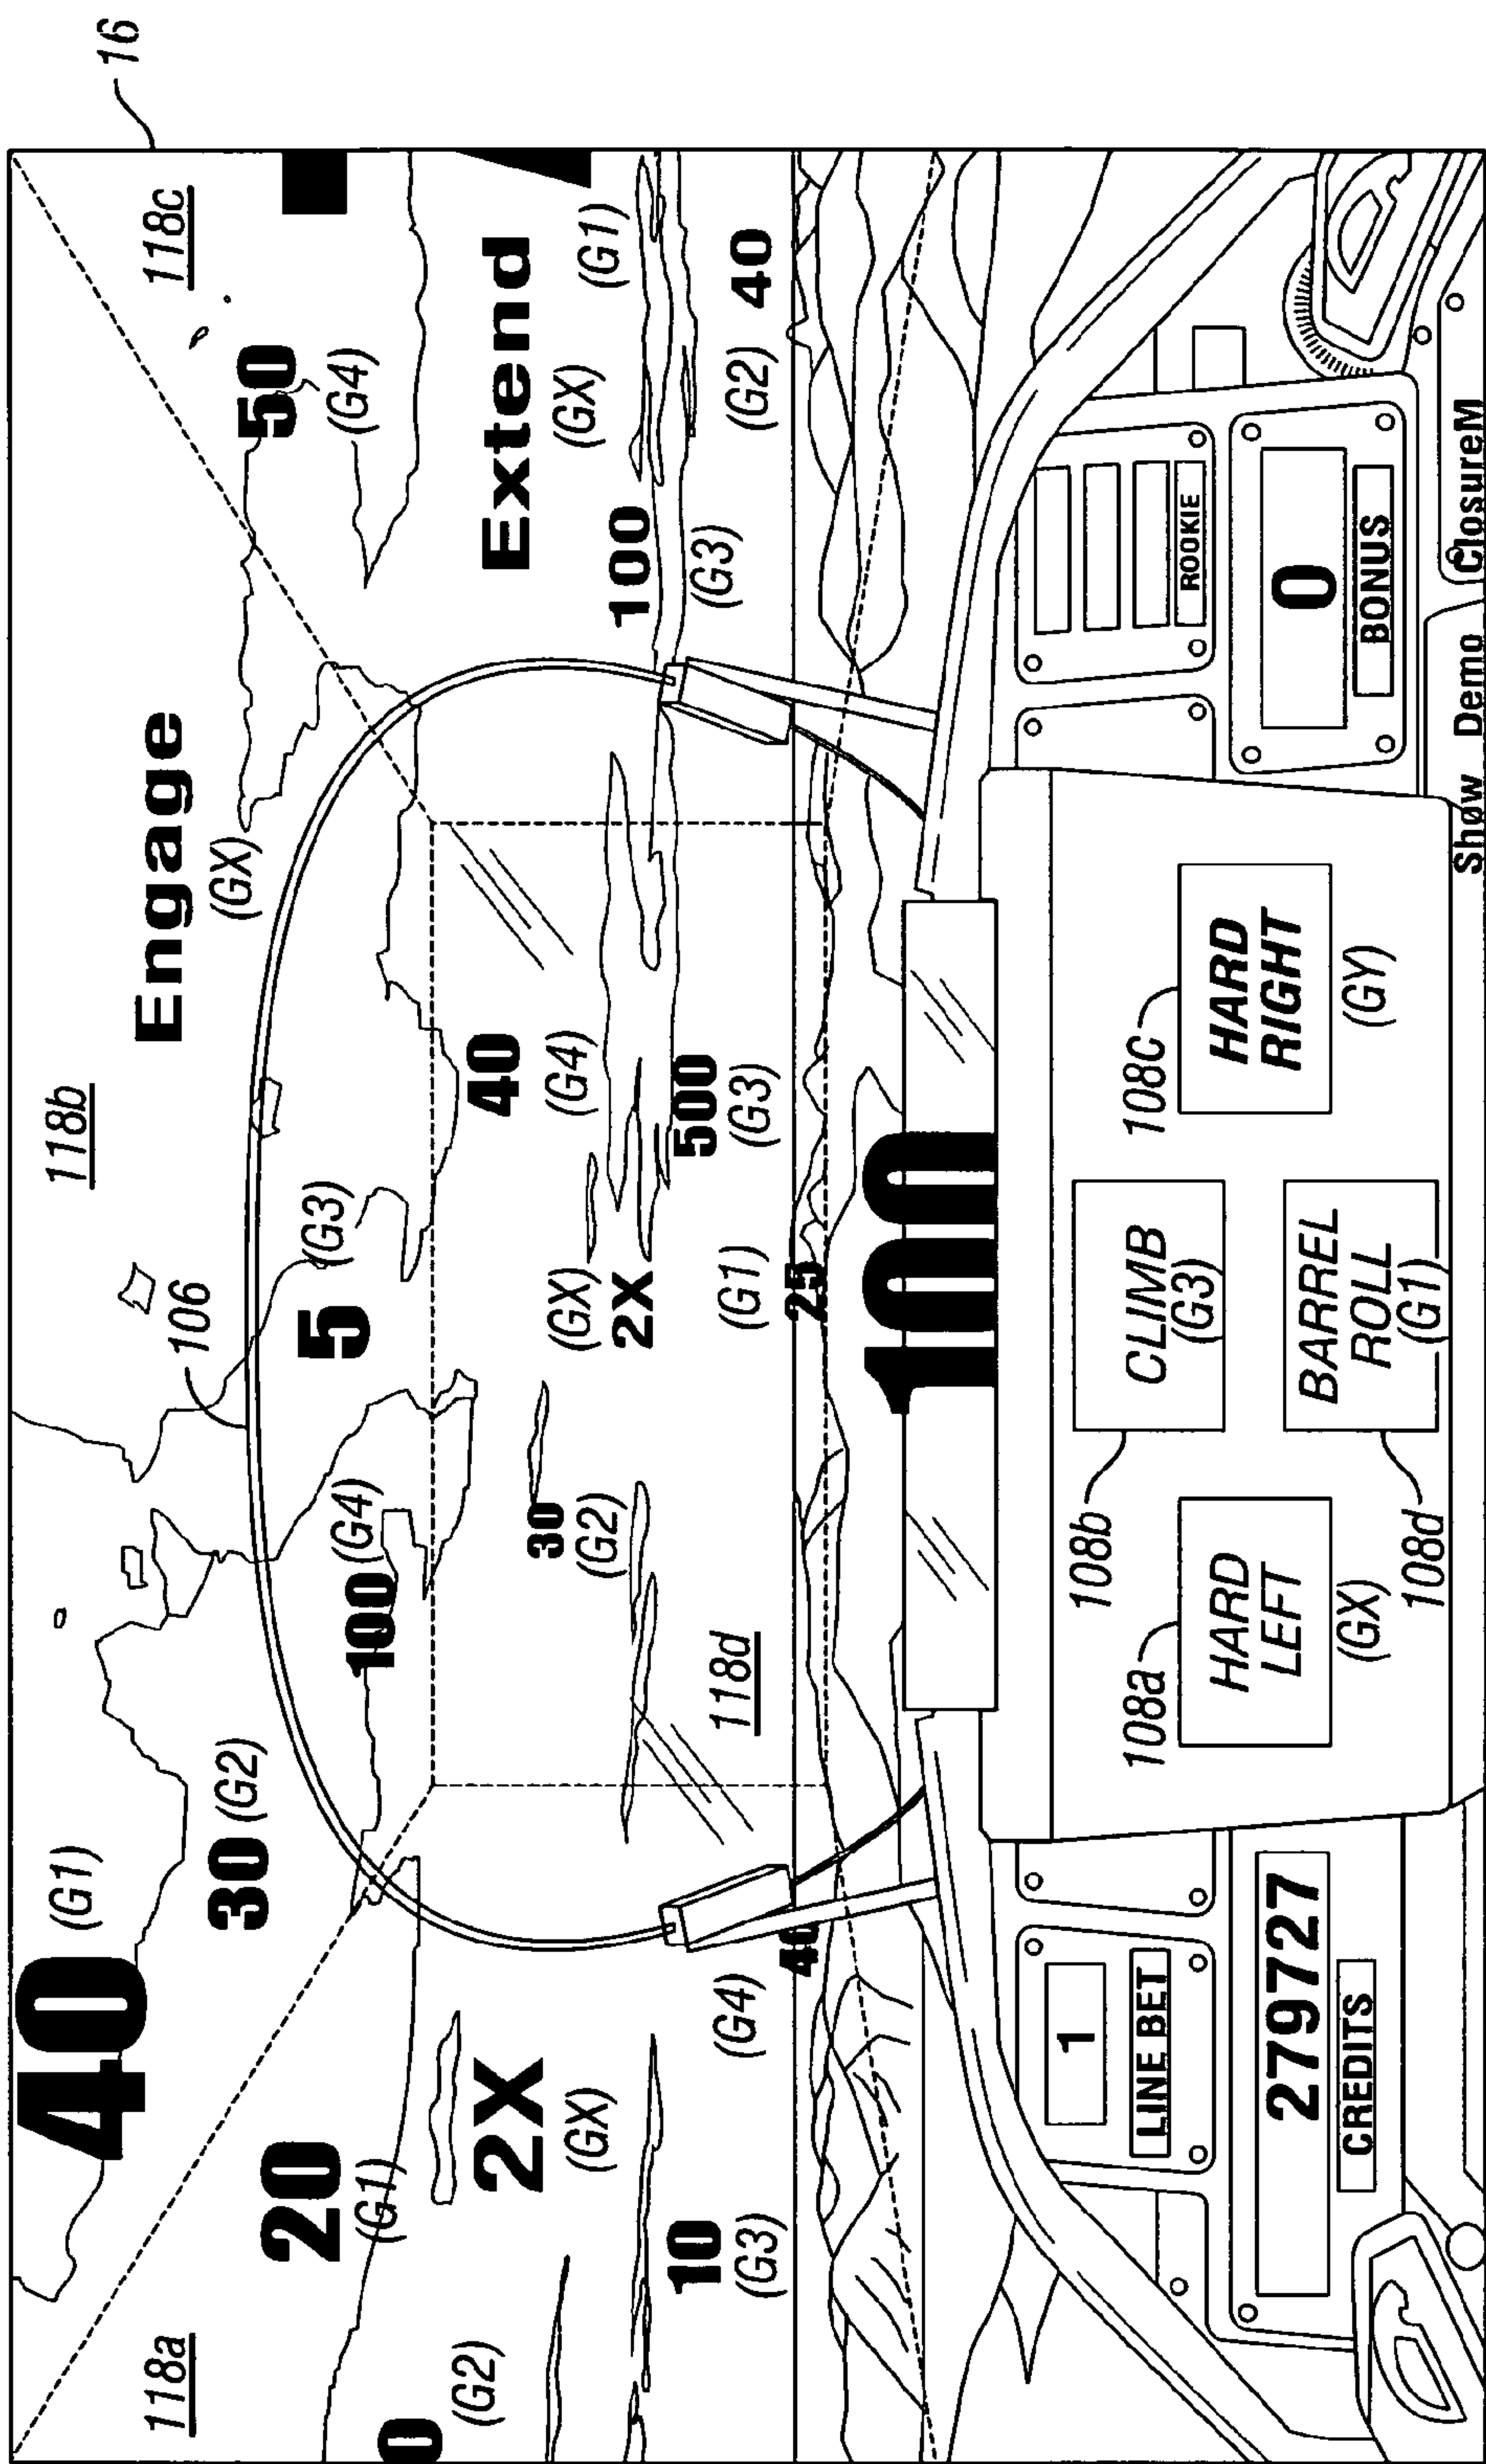 16
118a
118b
118c
40
(G1)
Engage
(GX)
30 (G2)
106
50
(G4)
20
(G1)
5
(G3)
100 (G4)
0
(G2)
2X
(GX)
40
(G4)
Extend
(GX)
(G1)
30
(G2)
(GX)
2X
100
(G3)
10
(G3)
500
(G3)
(G4)
40
118d
(G1)
25
(G2)
40
100
1
LINE BET
279727
CREDITS
108a
HARD
LEFT
(GX)
108b
CLIMB
(G3)
108c
HARD
RIGHT
(GY)
108d
BARREL
ROLL
(G1)
ROOKIE
0
BONUS
Show Demo ClosureM